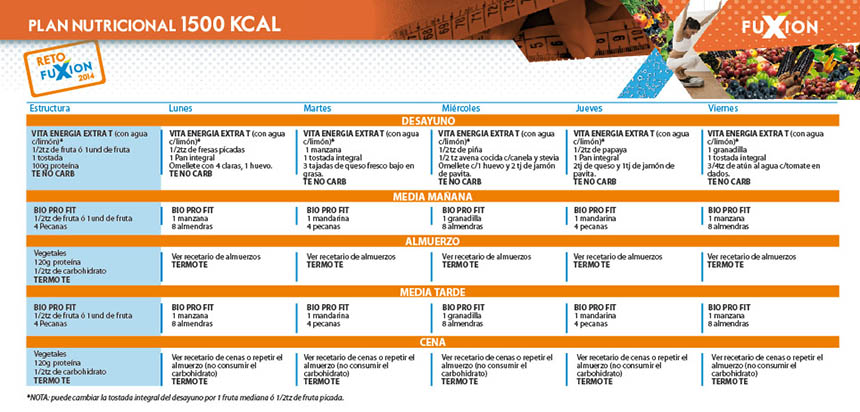 PLAN NUTRICIONAL 1500 KCAL
FUXION
RETO
FUXION
2014
Estructura Lunes Martes Miércoles Jueves Viernes
DESAYUNO
VITA ENERGIA EXTRA T (con agua c/limón)*
1/2tz de fruta ó 1und de fruta
1 tostada
100g proteína
TE NO CARB
VITA ENERGIA EXTRA T (con agua c/limón)*
1/2tz de fresas picadas
1 Pan integral
Omellete con 4 claras, 1 huevo.
TE NO CARB
VITA ENERGIA EXTRA T (con agua c/limón)*
1 manzana
1 tostada integral
3 tajadas de queso fresco bajo en grasa.
TE NO CARB
VITA ENERGIA EXTRA T (con agua c/limón)*
1/2tz de piña
1/2 tz avena cocida c/canela y stevia
Omellete c/1 huevo y 2 tj de jamón de pavita.
TE NO CARB
VITA ENERGIA EXTRA T (con agua c/limón)*
1/2tz de papaya
1 Pan integral
2tj de queso y 1tj de jamón de pavita.
TE NO CARB
VITA ENERGIA EXTRA T (con agua c/limón)*
1 granadilla
1 tostada integral
3/4tz de atún al agua c/tomate en dados.
TE NO CARB
MEDIA MAÑANA
BIO PRO FIT
1/2tz de fruta ó 1und de fruta
4 Pecanas
BIO PRO FIT
1 manzana
8 almendras
BIO PRO FIT
1 mandarina
4 pecanas
BIO PRO FIT
1 granadilla
8 almendras
BIO PRO FIT
1 mandarina
4 pecanas
BIO PRO FIT
1 manzana
8 almendras
ALMUERZO
Vegetales
120g proteína
1/2tz de carbohidrato
TERMO TE
Ver recetario de almuerzos
TERMO TE
Ver recetario de almuerzos
TERMO TE
Ver recetario de almuerzos
TERMO TE
Ver recetario de almuerzos
TERMO TE
Ver recetario de almuerzos
TERMO TE
MEDIA TARDE
BIO PRO FIT
1/2tz de fruta ó 1und de fruta
4 Pecanas
BIO PRO FIT
1 manzana
8 almendras
BIO PRO FIT
1 mandarina
4 pecanas
BIO PRO FIT
1 granadilla
8 almendras
BIO PRO FIT
1 mandarina
4 pecanas
BIO PRO FIT
1 manzana
8 almendras
CENA
Vegetales
120g proteína
1/2tz de carbohidrato
TERMO TE
Ver recetario de cenas o repetir el almuerzo (no consumir el carbohidrato)
TERMO TE
Ver recetario de cenas o repetir el almuerzo (no consumir el carbohidrato)
TERMO TE
Ver recetario de cenas o repetir el almuerzo (no consumir el carbohidrato)
TERMO TE
Ver recetario de cenas o repetir el almuerzo (no consumir el carbohidrato)
TERMO TE
Ver recetario de cenas o repetir el almuerzo (no consumir el carbohidrato)
TERMO TE
*NOTA: puede cambiar la tostada integral del desayuno por 1 fruta mediana ó 1/2tz de fruta picada.